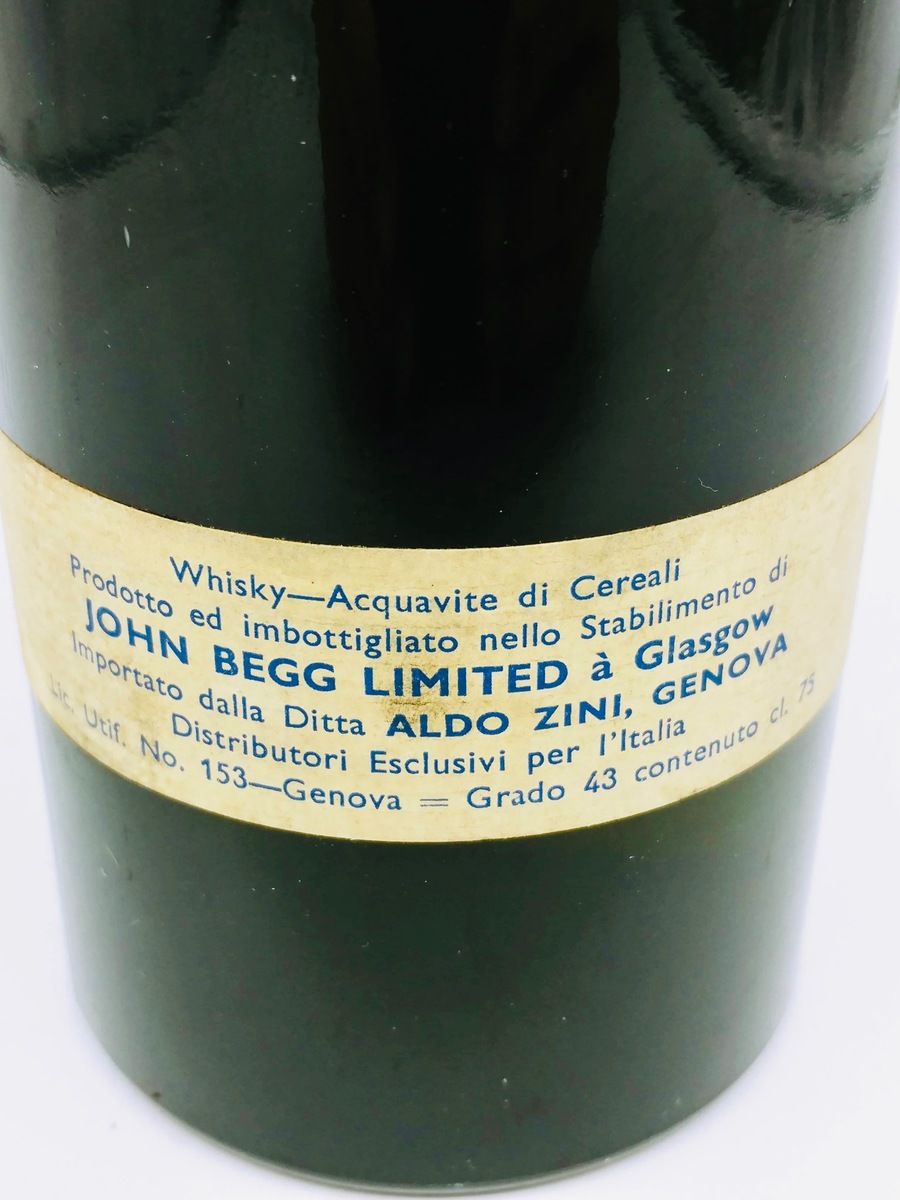 Whisky—Acquavite di Cereali
Prodotto ed imbottigliato nello Stabilimento di
JOHN BEGG LIMITED à Glasgow
Importato dalla Ditta ALDO ZINI, GENOVA
Distributori Esclusivi per l'Italia
Lic. Utif. No. 153—Genova = Grado 43 contenuto cl. 75